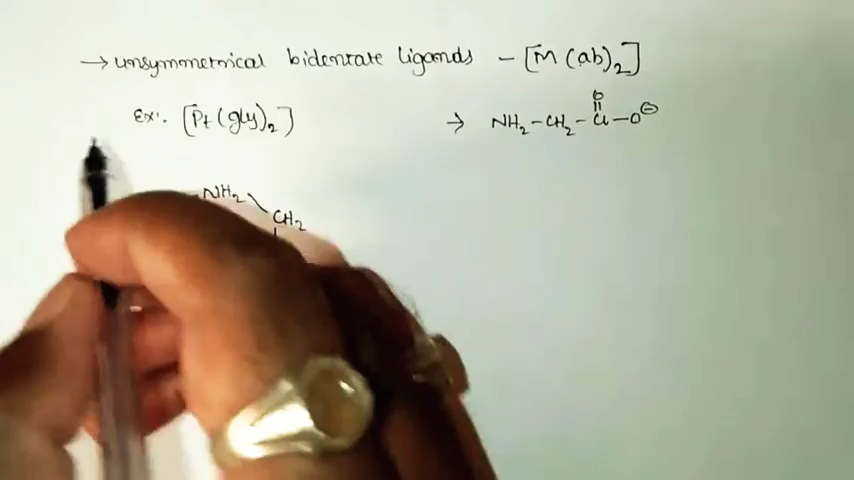 → unsymmetrical bidentate ligands - [M(ab)₂]
Ex:. [Pt(gly)₂] → NH₂-CH₂-C-O⊖
O
NH₂
CH₂